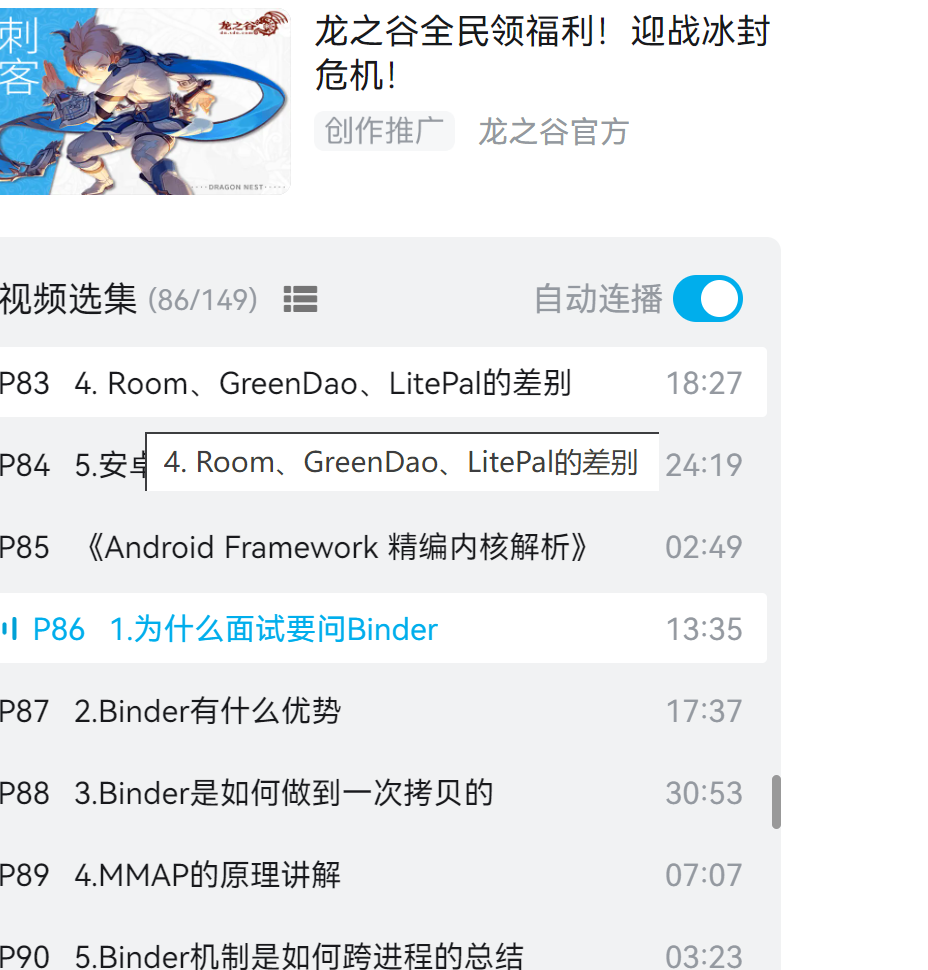 刺
客
龙之谷
DRAGON NEST
龙之谷全民领福利！迎战冰封
危机！
创作推广 龙之谷官方
视频选集 (86/149) 自动连播
P83 4. Room、GreenDao、LitePal的差别 18:27
P84 5.安卓 24:19
4. Room、GreenDao、LitePal的差别
P85 《Android Framework 精编内核解析》 02:49
P86 1.为什么面试要问Binder 13:35
P87 2.Binder有什么优势 17:37
P88 3.Binder是如何做到一次拷贝的 30:53
P89 4.MMAP的原理讲解 07:07
P90 5.Binder机制是如何跨进程的总结 03:23